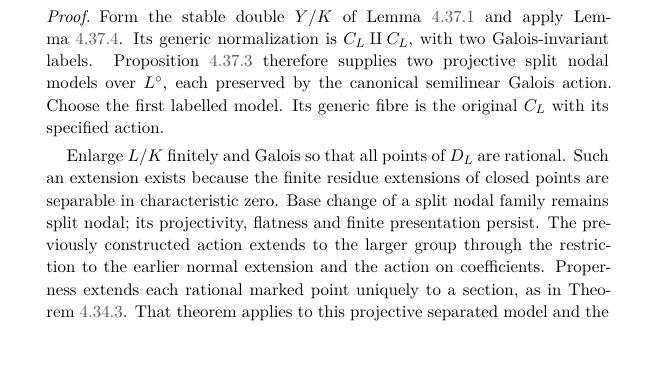 Proof. Form the stable double Y/K of Lemma 4.37.1 and apply Lem-
ma 4.37.4. Its generic normalization is C_L ⨿ C_L, with two Galois-invariant
labels. Proposition 4.37.3 therefore supplies two projective split nodal
models over L°, each preserved by the canonical semilinear Galois action.
Choose the first labelled model. Its generic fibre is the original C_L with its
specified action.
Enlarge L/K finitely and Galois so that all points of D_L are rational. Such
an extension exists because the finite residue extensions of closed points are
separable in characteristic zero. Base change of a split nodal family remains
split nodal; its projectivity, flatness and finite presentation persist. The pre-
viously constructed action extends to the larger group through the restric-
tion to the earlier normal extension and the action on coefficients. Proper-
ness extends each rational marked point uniquely to a section, as in Theo-
rem 4.34.3. That theorem applies to this projective separated model and the